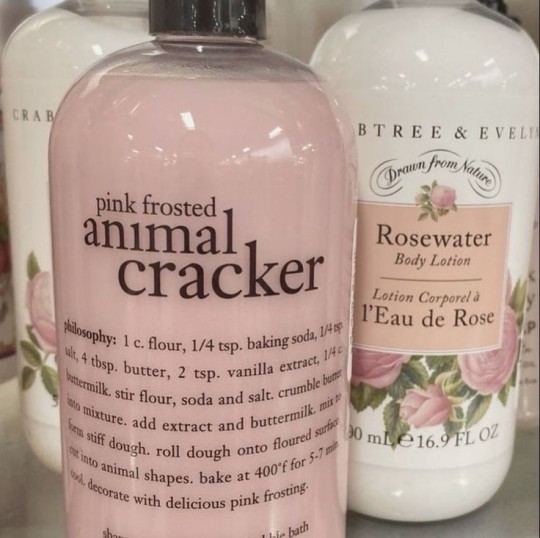 CRAB
pink frosted
animal
cracker
philosophy: 1 c. flour, 1/4 tsp. baking soda, 1/4 tsp.
salt, 4 tbsp. butter, 2 tsp. vanilla extract, 1/4 c.
buttermilk. stir flour, soda and salt. crumble butter
into mixture. add extract and buttermilk. mix to
form stiff dough. roll dough onto floured surface.
cut into animal shapes. bake at 400°f for 5-7 min.
cool. decorate with delicious pink frosting.
bath
BTREE & EVELY
Drawn from Nature
Rosewater
Body Lotion
Lotion Corporel à
l'Eau de Rose
90 mL e 16.9 FL OZ